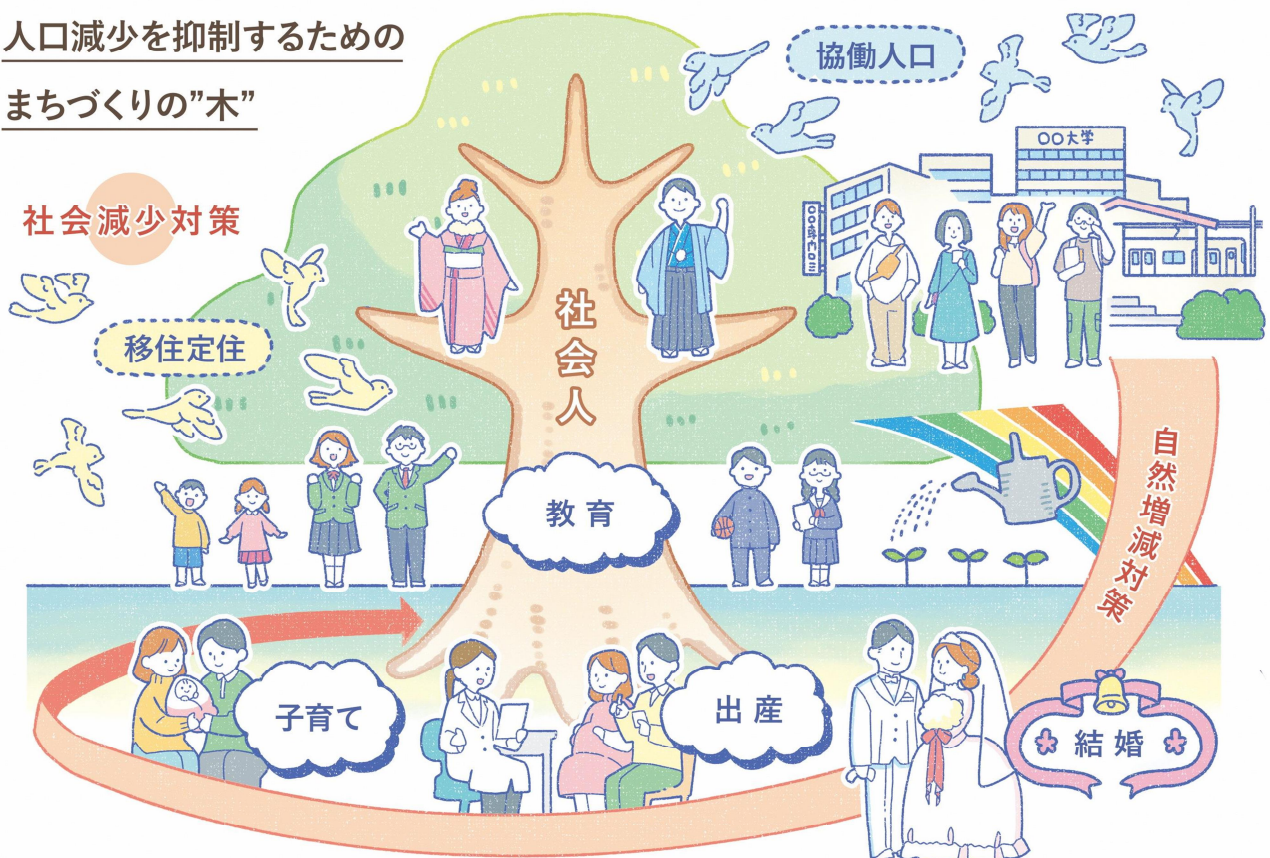 人口減少を抑制するための
まちづくりの”木”
協働人口
〇〇大学
社会減少対策
移住定住
社会人
教育
自然増減対策
子育て
出産
結婚